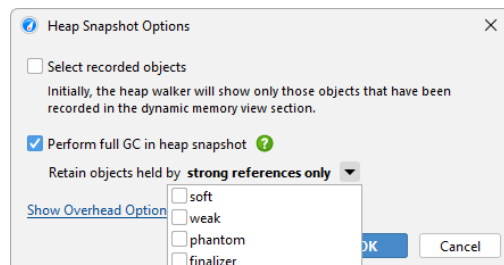 Heap Snapshot Options
Select recorded objects
Initially, the heap walker will show only those objects that have been
recorded in the dynamic memory view section.
Perform full GC in heap snapshot
Retain objects held by strong references only
soft
Show Overhead Option
weak
phantom
OK
Cancel
finalizer